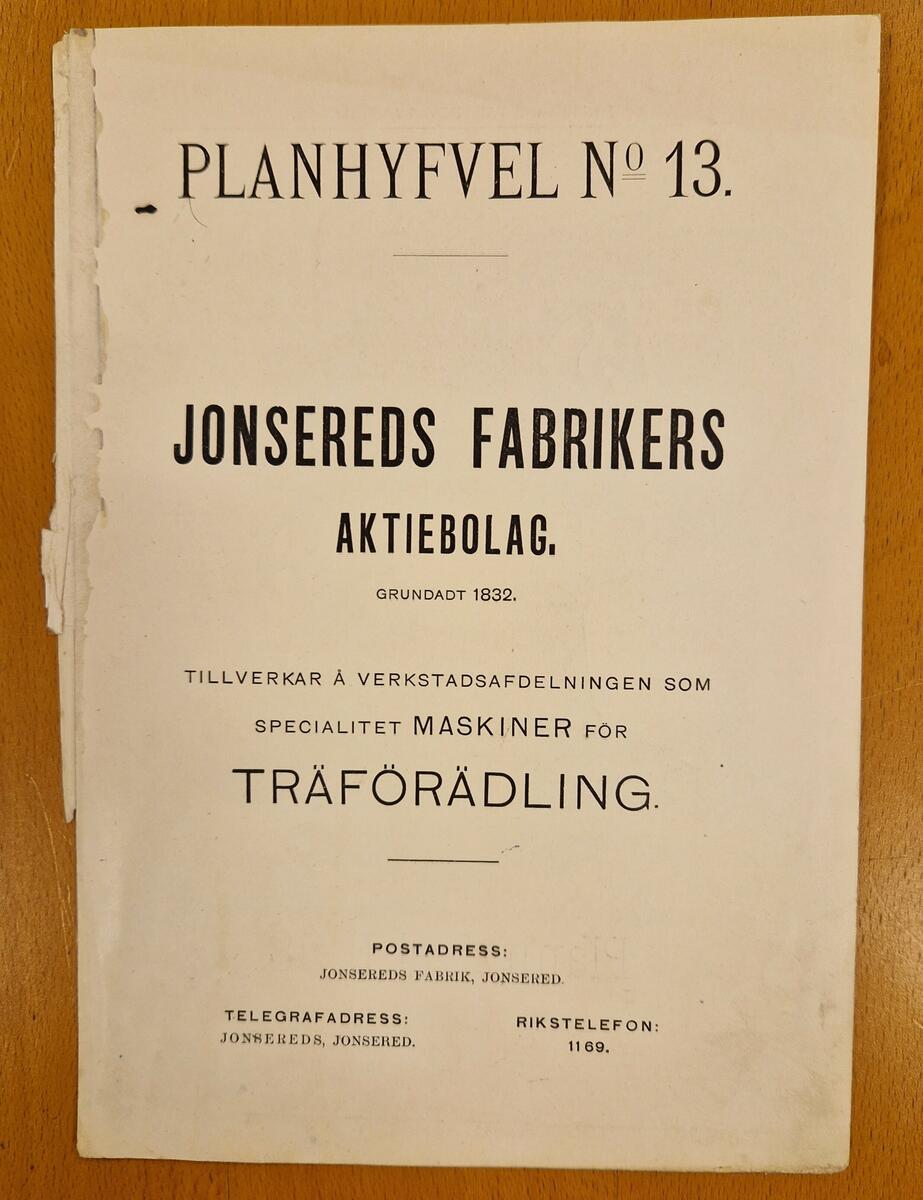 PLANHYFVEL Nº 13.
JONSEREDS FABRIKERS
AKTIEBOLAG.
GRUNDADT 1832.
TILLVERKAR Å VERKSTADSAFDELNINGEN SOM
SPECIALITET MASKINER FÖR
TRÄFÖRÄDLING.
POSTADRESS:
JONSEREDS FABRIK, JONSERED.
TELEGRAFADRESS:
JONSEREDS, JONSERED.
RIKSTELEFON:
1169.